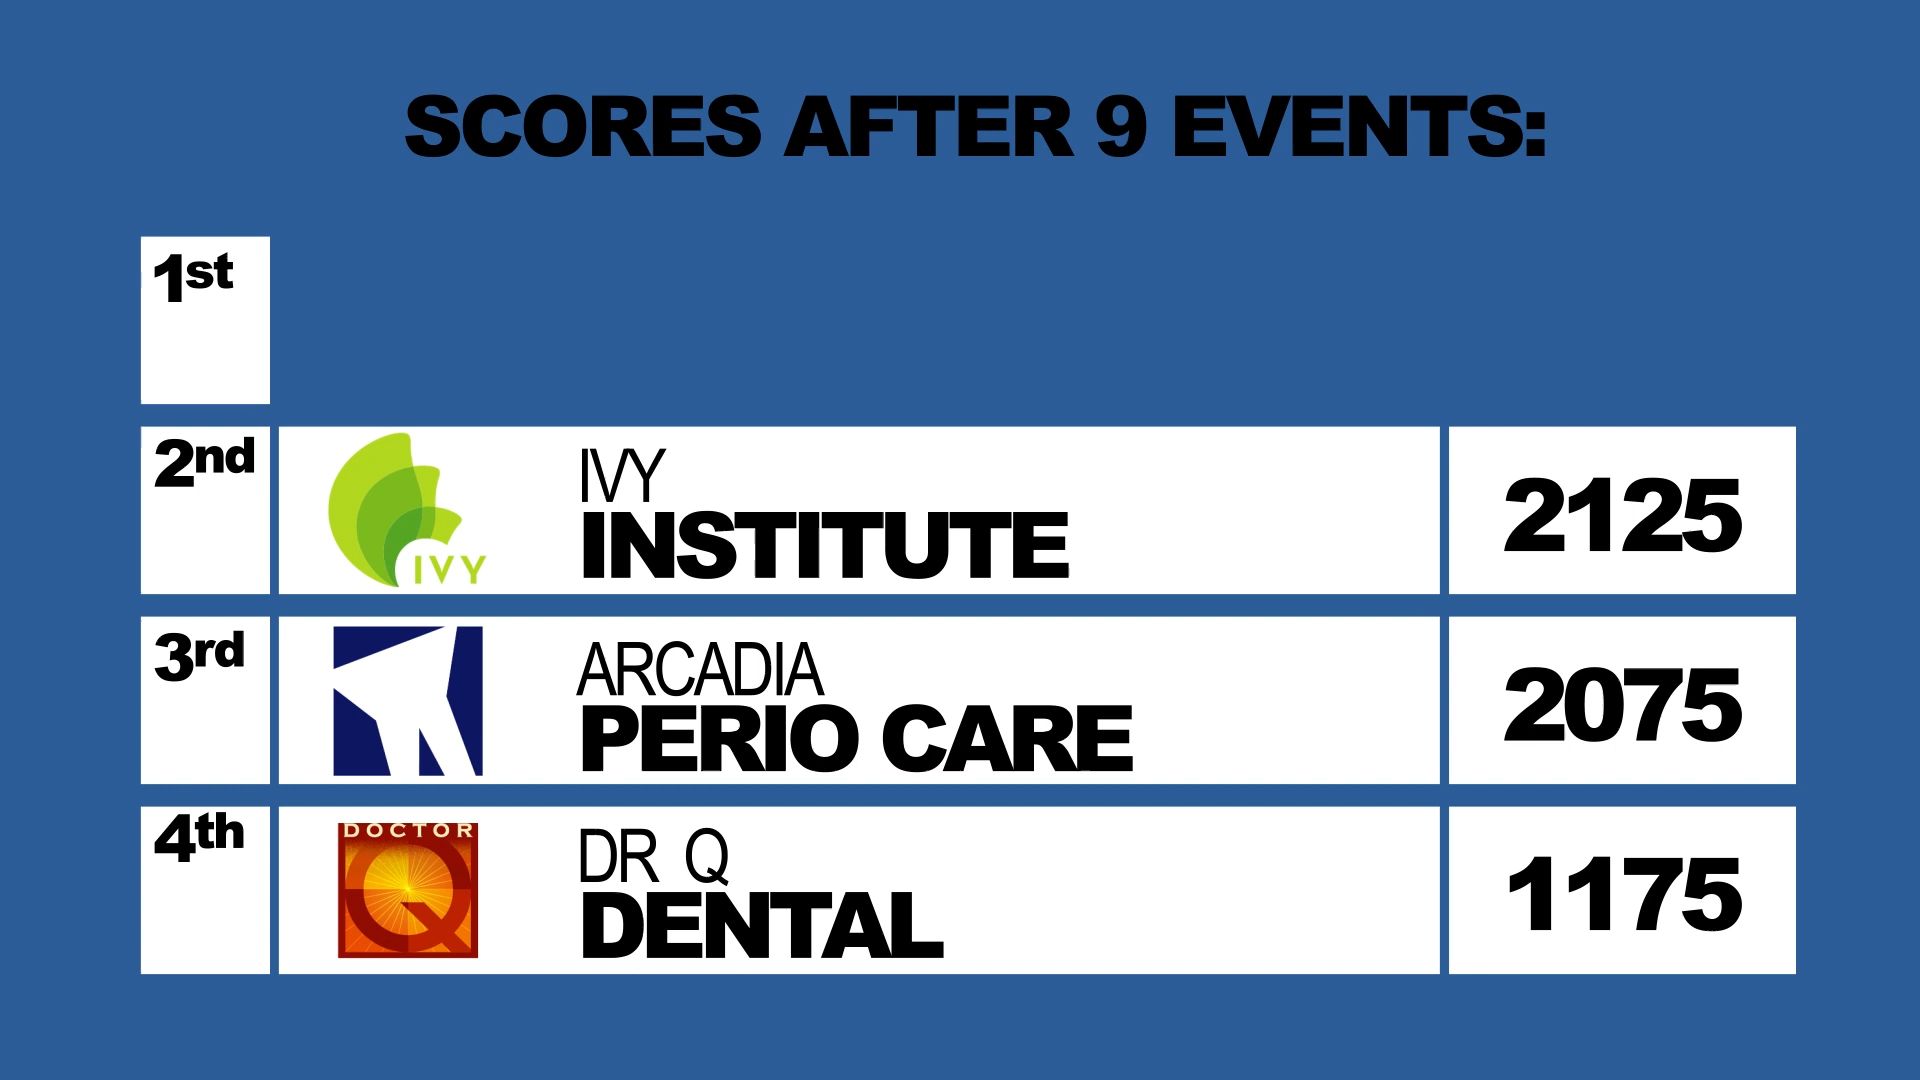 SCORES AFTER 9 EVENTS:
1st
2nd
IVY
IVY
INSTITUTE
2125
3rd
ARCADIA
PERIO CARE
2075
4th
DOCTOR
Q
DR Q
DENTAL
1175